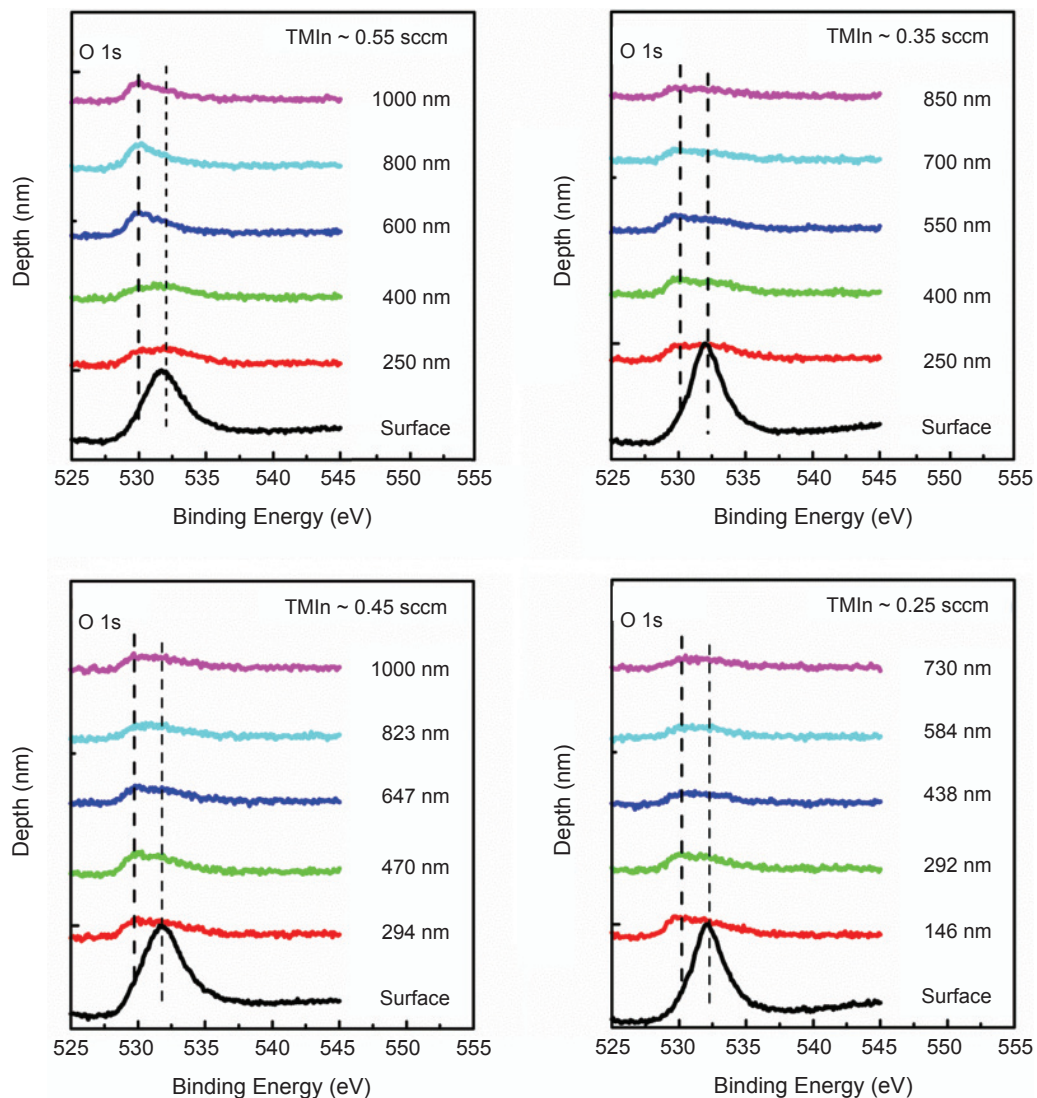 O 1s
TMIn ~ 0.55 sccm
1000 nm
800 nm
600 nm
400 nm
250 nm
Surface
Depth (nm)
525 530 535 540 545 550 555
Binding Energy (eV)
O 1s
TMIn ~ 0.35 sccm
850 nm
700 nm
550 nm
400 nm
250 nm
Surface
Depth (nm)
525 530 535 540 545 550 555
Binding Energy (eV)
O 1s
TMIn ~ 0.45 sccm
1000 nm
823 nm
647 nm
470 nm
294 nm
Surface
Depth (nm)
525 530 535 540 545 550 555
Binding Energy (eV)
O 1s
TMIn ~ 0.25 sccm
730 nm
584 nm
438 nm
292 nm
146 nm
Surface
Depth (nm)
525 530 535 540 545 550 555
Binding Energy (eV)